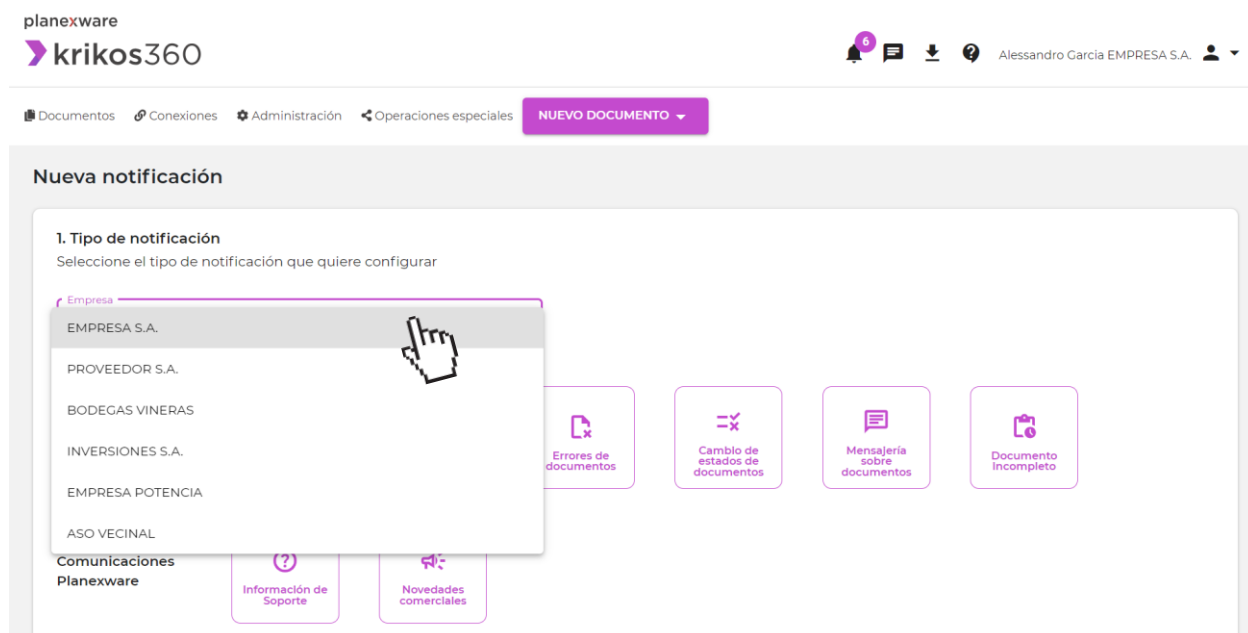 planexware
krikos360
6
Alessandro Garcia EMPRESA S.A.
Documentos
Conexiones
Administración
Operaciones especiales
NUEVO DOCUMENTO
Nueva notificación
1. Tipo de notificación
Seleccione el tipo de notificación que quiere configurar
Empresa
EMPRESA S.A.
PROVEEDOR S.A.
BODEGAS VINERAS
INVERSIONES S.A.
EMPRESA POTENCIA
ASO VECINAL
Errores de
documentos
Cambio de
estados de
documentos
Mensajería
sobre
documentos
Documento
Incompleto
Comunicaciones
Planexware
Información de
Soporte
Novedades
comerciales